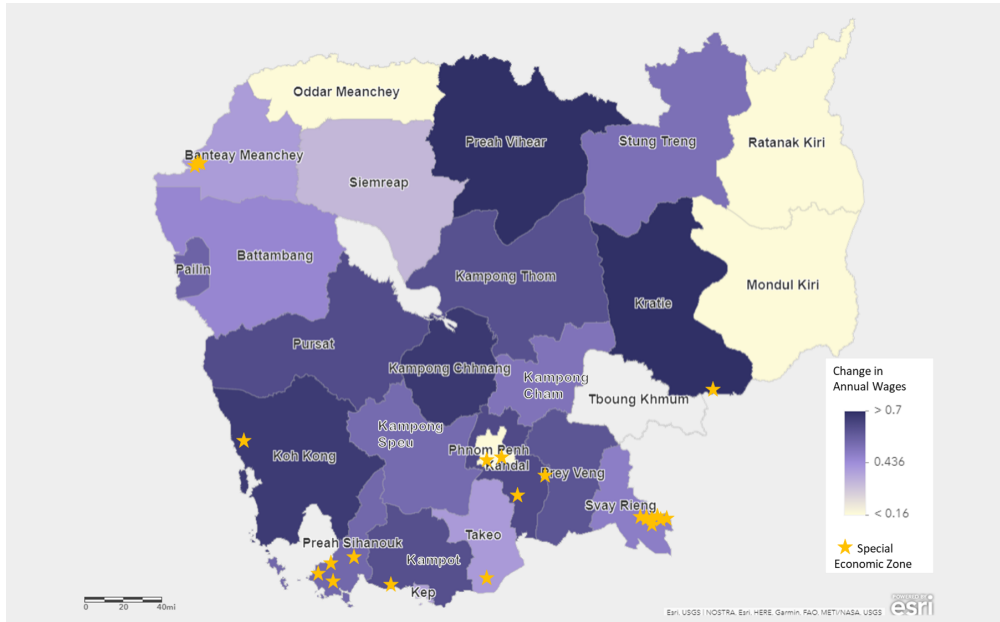 Oddar Meanchey
Preah Vihear
Stung Treng
Ratanak Kiri
Banteay Meanchey
Siemreap
Pailin
Battambang
Kampong Thom
Mondul Kiri
Kratie
Pursat
Kampong Chhnang
Kampong
Cham
Tboung Khmum
Kampong
Speu
Phnom Penh
Kandal
Koh Kong
Prey Veng
Svay Rieng
Preah Sihanouk
Takeo
Kampot
Kep
Change in
Annual Wages
> 0.7
0.436
< 0.16
Special
Economic Zone
0 20 40mi
Esri, USGS | NOSTRA, Esri, HERE, Garmin, FAO, METI/NASA, USGS
POWERED BY
esri